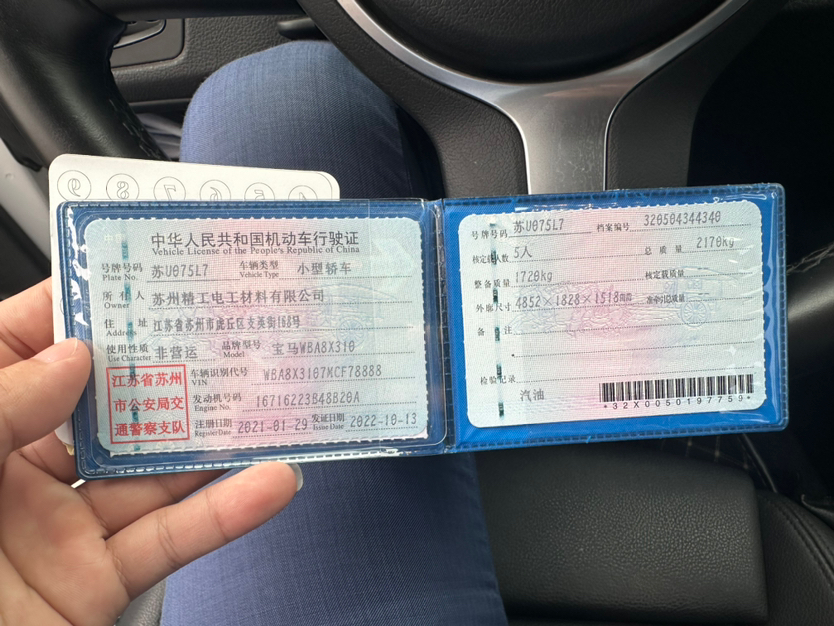 中华人民共和国机动车行驶证
Vehicle License of the People's Republic of China
号牌号码 Plate No. 苏U075L7 车辆类型 Vehicle Type 小型轿车
所有人 Owner 苏州精工电工材料有限公司
住址 Address 江苏省苏州市虎丘区支英街168号
使用性质 Use Character 非营运 品牌型号 Model 宝马WBA8X310
车辆识别代号 VIN WBA8X3107MCF78888
发动机号码 Engine No. 16716223B48B20A
注册日期 Register Date 2021-01-29 发证日期 Issue Date 2022-10-13
江苏省苏州
市公安局交
通警察支队
号牌号码 苏U075L7 档案编号 320504344340
核定载人数 5人 总质量 2170kg
整备质量 1720kg 核定载质量
外廓尺寸 4852×1828×1518mm 准牵引总质量
备注
检验记录
汽油
*32X0050197759*
9 8 7 6 5 4